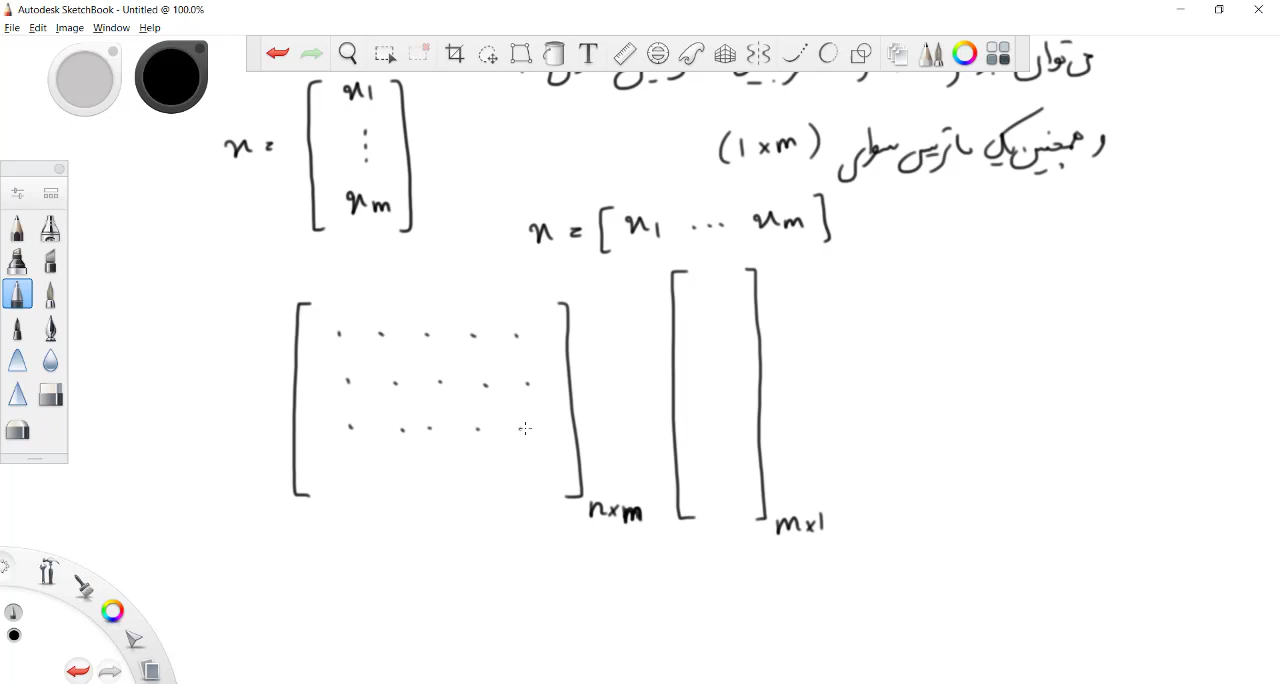 Autodesk SketchBook - Untitled @ 100.0%
File Edit Image Window Help
می‌توان
و همچنین یک ماتریس سطری (1 × m)
x = [ x1 ⋮ xm ]
x = [ x1 ... xm ]
[ . . . . . . . . . . . . . . . ] n×m [ ] m×1